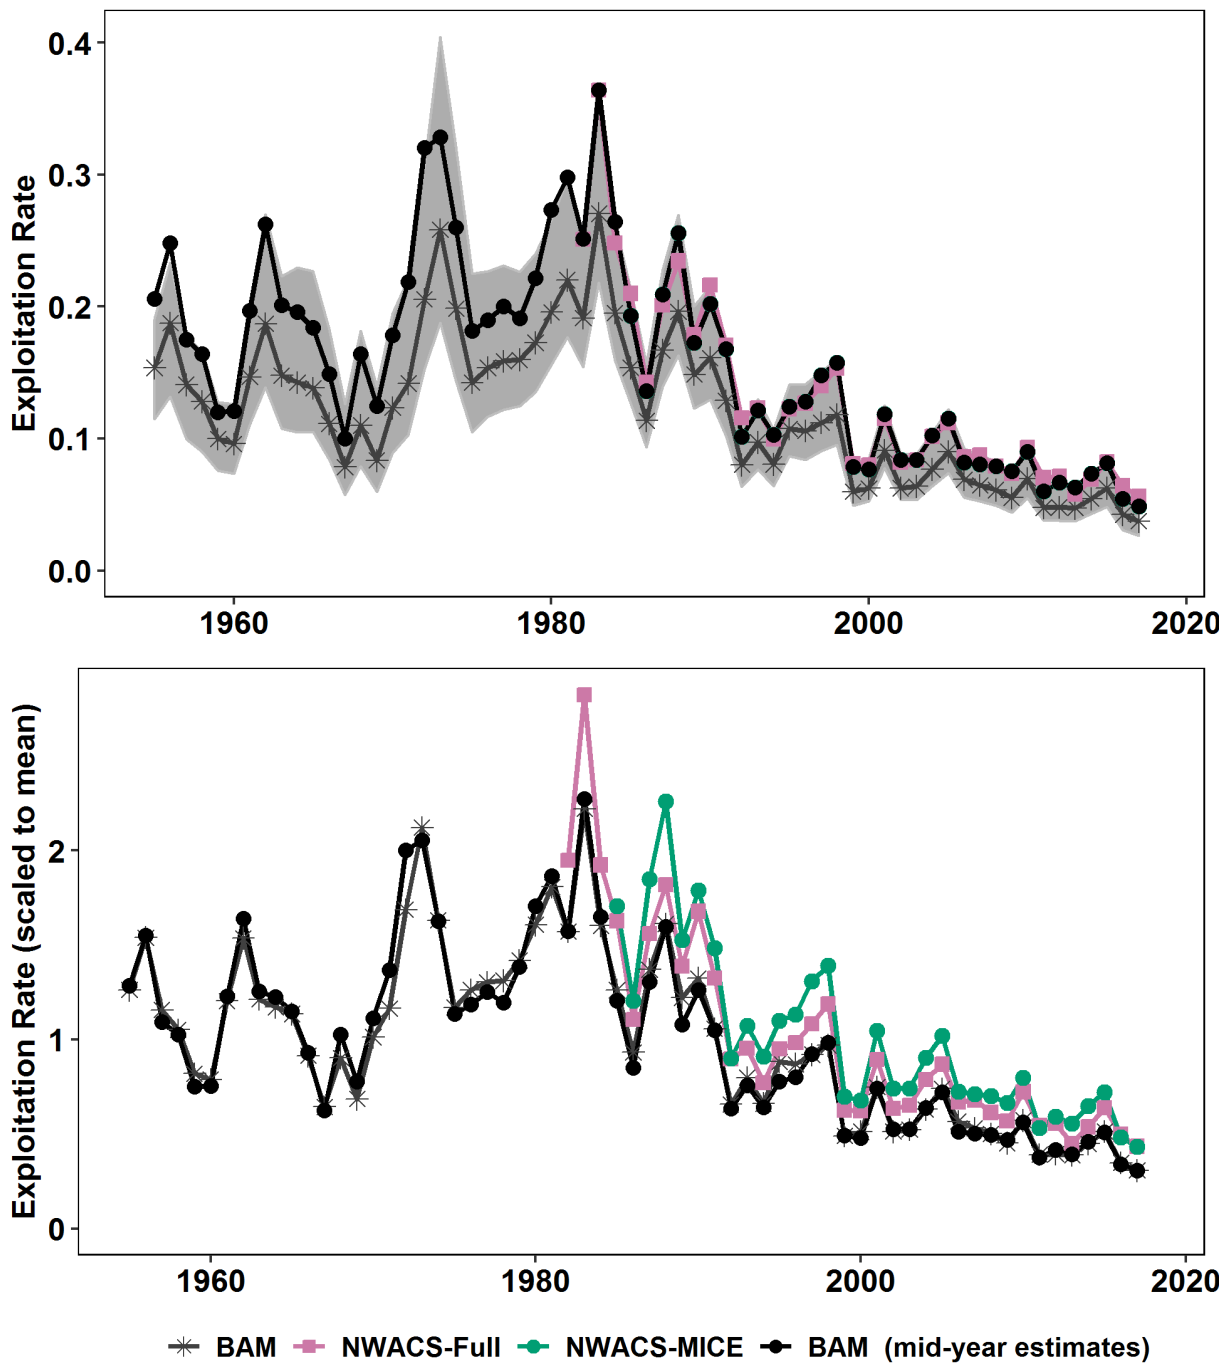 Exploitation Rate
0.4
0.3
0.2
0.1
0.0
1960 1980 2000 2020
Exploitation Rate (scaled to mean)
2
1
0
1960 1980 2000 2020
BAM NWACS-Full NWACS-MICE BAM (mid-year estimates)